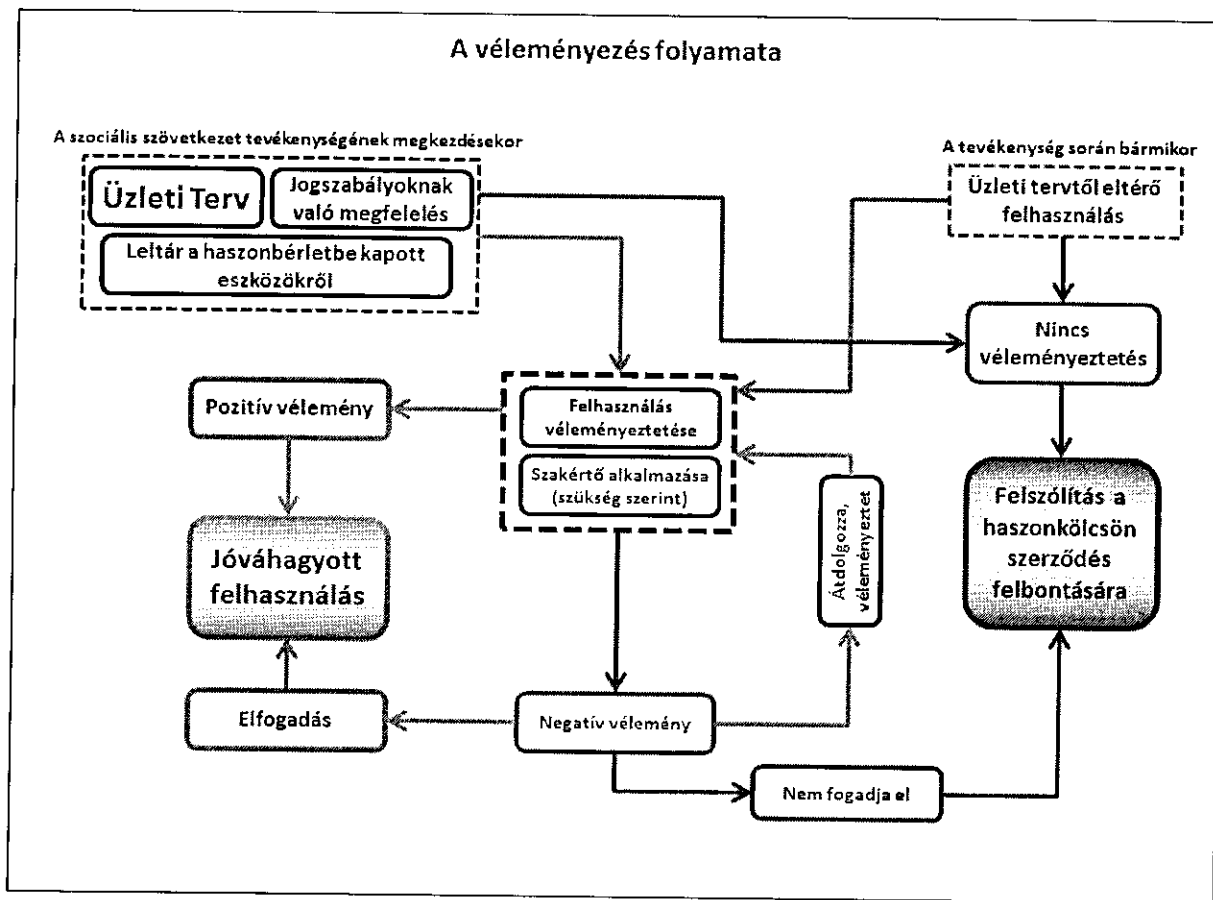 A véleményezés folyamata
A szociális szövetkezet tevékenységének megkezdésekor
Üzleti Terv
Jogszabályoknak
való megfelelés
Leltár a haszonbérletbe kapott
eszközökről
A tevékenység során bármikor
Üzleti tervtől eltérő
felhasználás
Nincs
véleményeztetés
Pozitív vélemény
Felhasználás
véleményeztetése
Szakértő alkalmazása
(szükség szerint)
Átdolgozza,
véleményeztet
Felszólítás a
haszonkölcsön
szerződés
felbontására
Jóváhagyott
felhasználás
Elfogadás
Negatív vélemény
Nem fogadja el